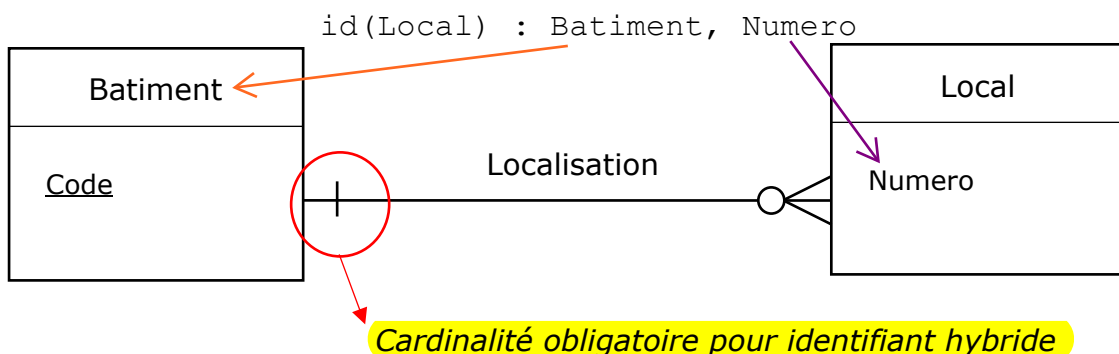 id(Local) : Batiment, Numero
Batiment
Local
Code
Localisation
Numero
Cardinalité obligatoire pour identifiant hybride